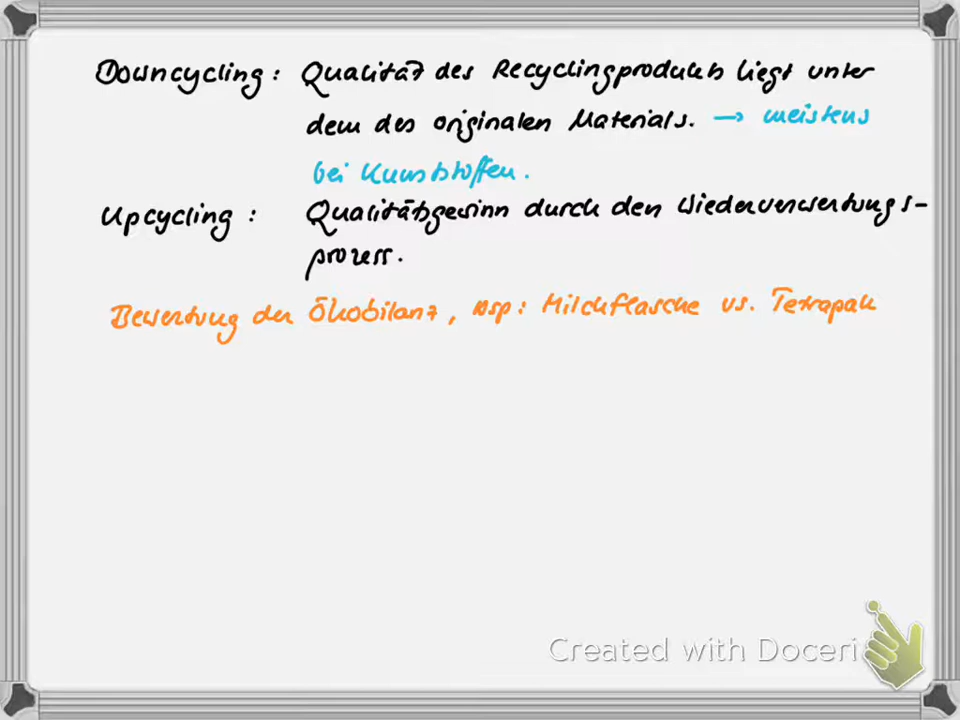 Downcycling: Qualität des Recyclingprodukts liegt unter
dem des originalen Materials. → meistens
bei Kunststoffen.
Upcycling: Qualitätsgewinn durch den Wiederverwertungs-
prozess.
Bewertung der Ökobilanz, Bsp: Milchflasche vs. Tetrapak
Created with Doceri